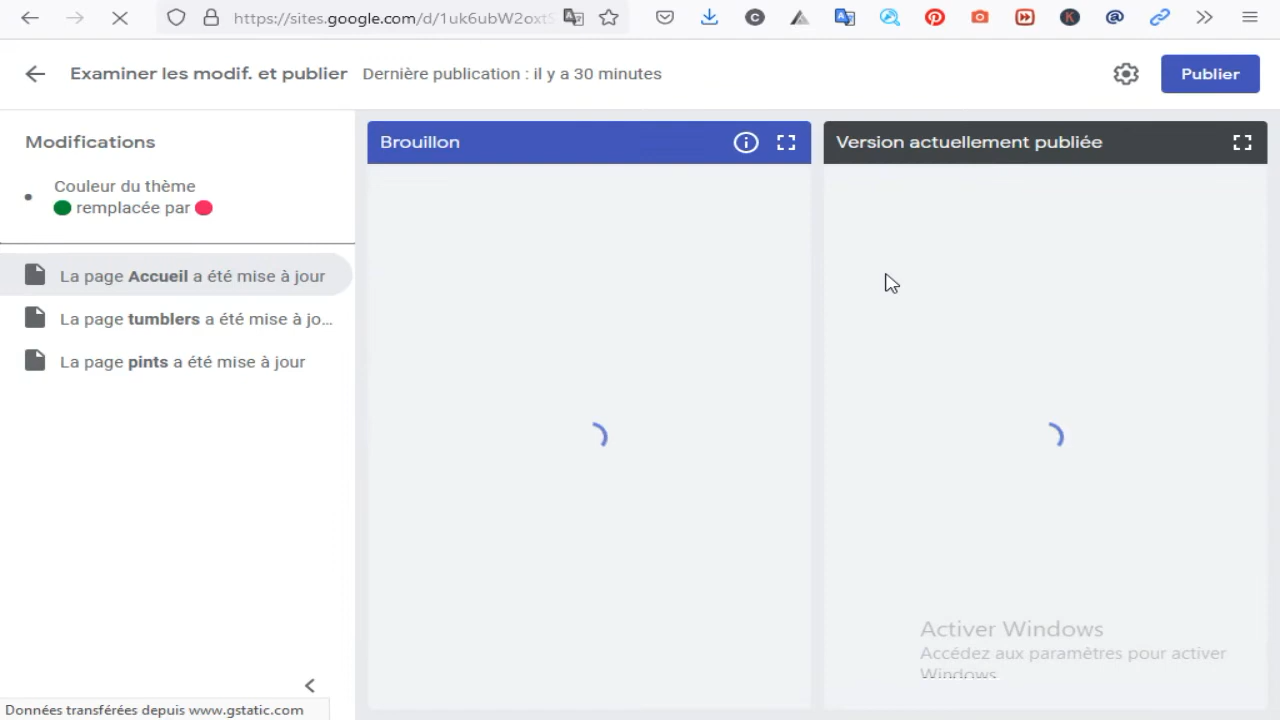 https://sites.google.com/d/1uk6ubW2oxtS
Examiner les modif. et publier
Dernière publication : il y a 30 minutes
Publier
Modifications
Couleur du thème
remplacée par
La page Accueil a été mise à jour
La page tumblers a été mise à jo...
La page pints a été mise à jour
Brouillon
Version actuellement publiée
Activer Windows
Accédez aux paramètres pour activer
Windows.
Données transférées depuis www.gstatic.com